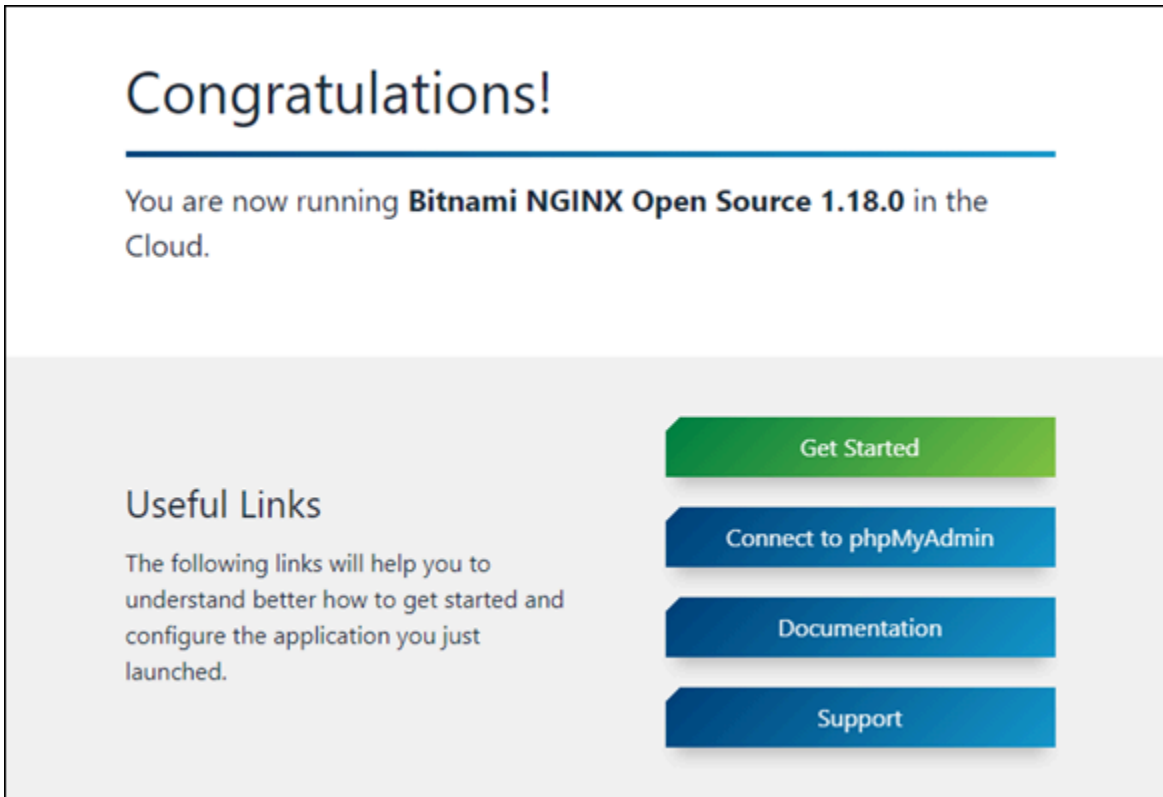 Congratulations!
You are now running Bitnami NGINX Open Source 1.18.0 in the
Cloud.
Useful Links
The following links will help you to
understand better how to get started and
configure the application you just
launched.
Get Started
Connect to phpMyAdmin
Documentation
Support